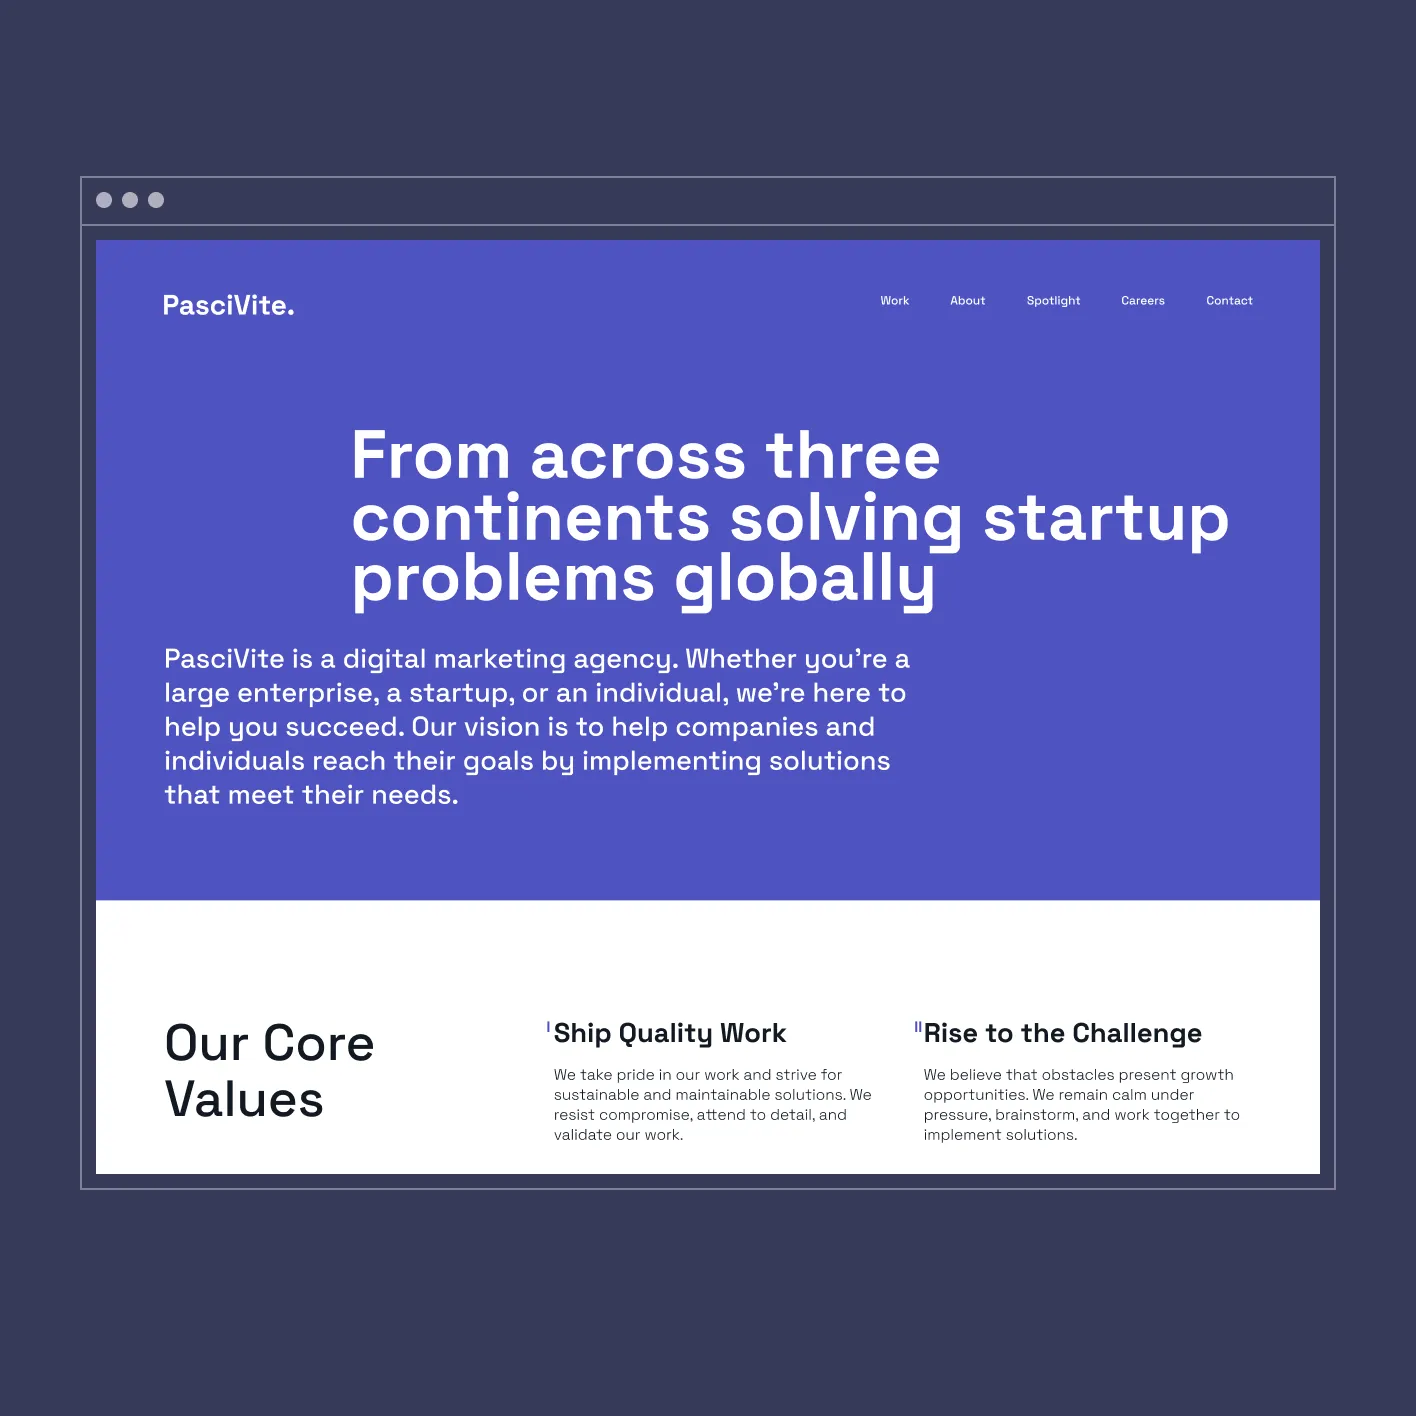 PasciVite.
Work About Spotlight Careers Contact
From across three
continents solving startup
problems globally
PasciVite is a digital marketing agency. Whether you’re a
large enterprise, a startup, or an individual, we’re here to
help you succeed. Our vision is to help companies and
individuals reach their goals by implementing solutions
that meet their needs.
Our Core
Values
I Ship Quality Work
We take pride in our work and strive for
sustainable and maintainable solutions. We
resist compromise, attend to detail, and
validate our work.
II Rise to the Challenge
We believe that obstacles present growth
opportunities. We remain calm under
pressure, brainstorm, and work together to
implement solutions.